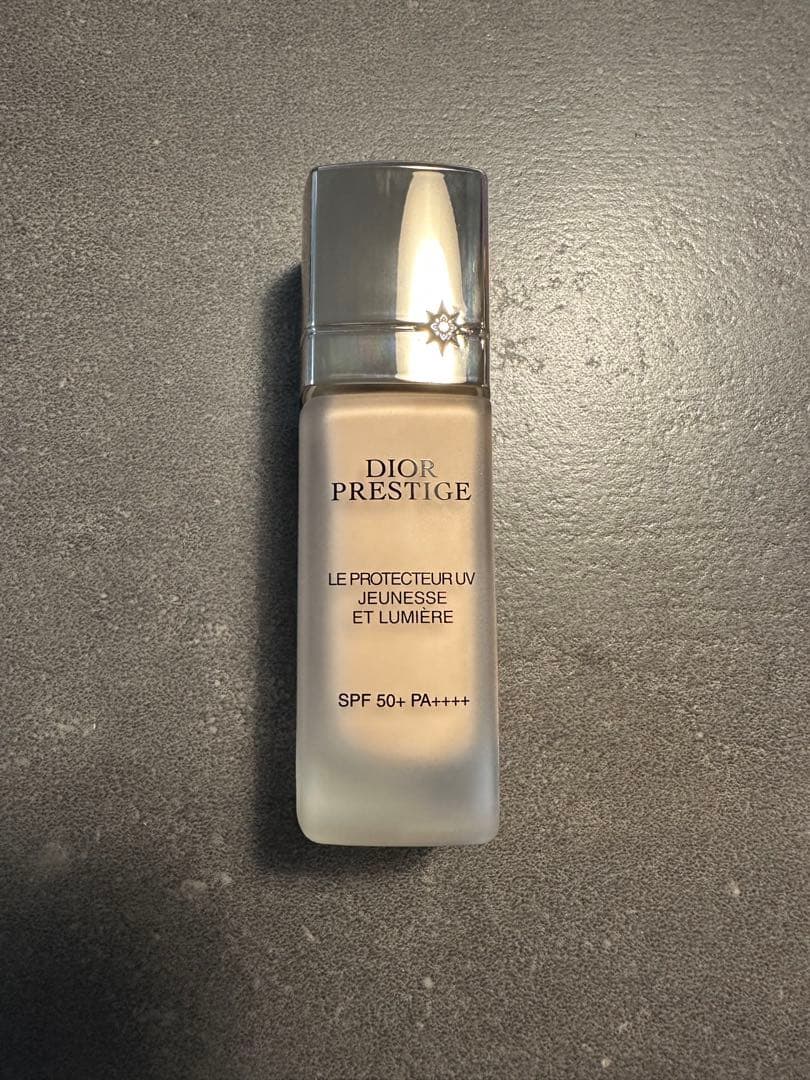 DIOR
PRESTIGE
LE PROTECTEUR UV
JEUNESSE
ET LUMIÈRE
SPF 50+ PA++++